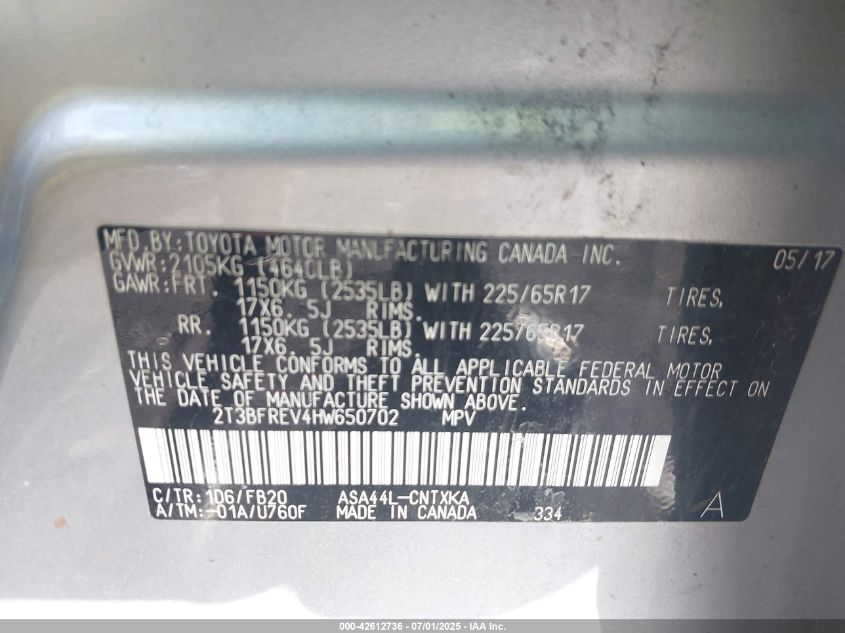 MFD.BY:TOYOTA MOTOR MANUFACTURING CANADA INC. 05/17
GVWR:2105KG (4640LB)
GAWR:FRT. 1150KG (2535LB) WITH 225/65R17 TIRES,
17X6. 5J RIMS.
RR. 1150KG (2535LB) WITH 225/65R17 TIRES,
17X6. 5J RIMS.
THIS VEHICLE CONFORMS TO ALL APPLICABLE FEDERAL MOTOR
VEHICLE SAFETY AND THEFT PREVENTION STANDARDS IN EFFECT ON
THE DATE OF MANUFACTURE SHOWN ABOVE.
2T3BFREV4HW650702 MPV
C/TR:1D6/FB20 ASA44L-CNTXKA
A/TM:-01A/U760F MADE IN CANADA 334 A
000-42612736 - 07/01/2025 - IAA Inc.